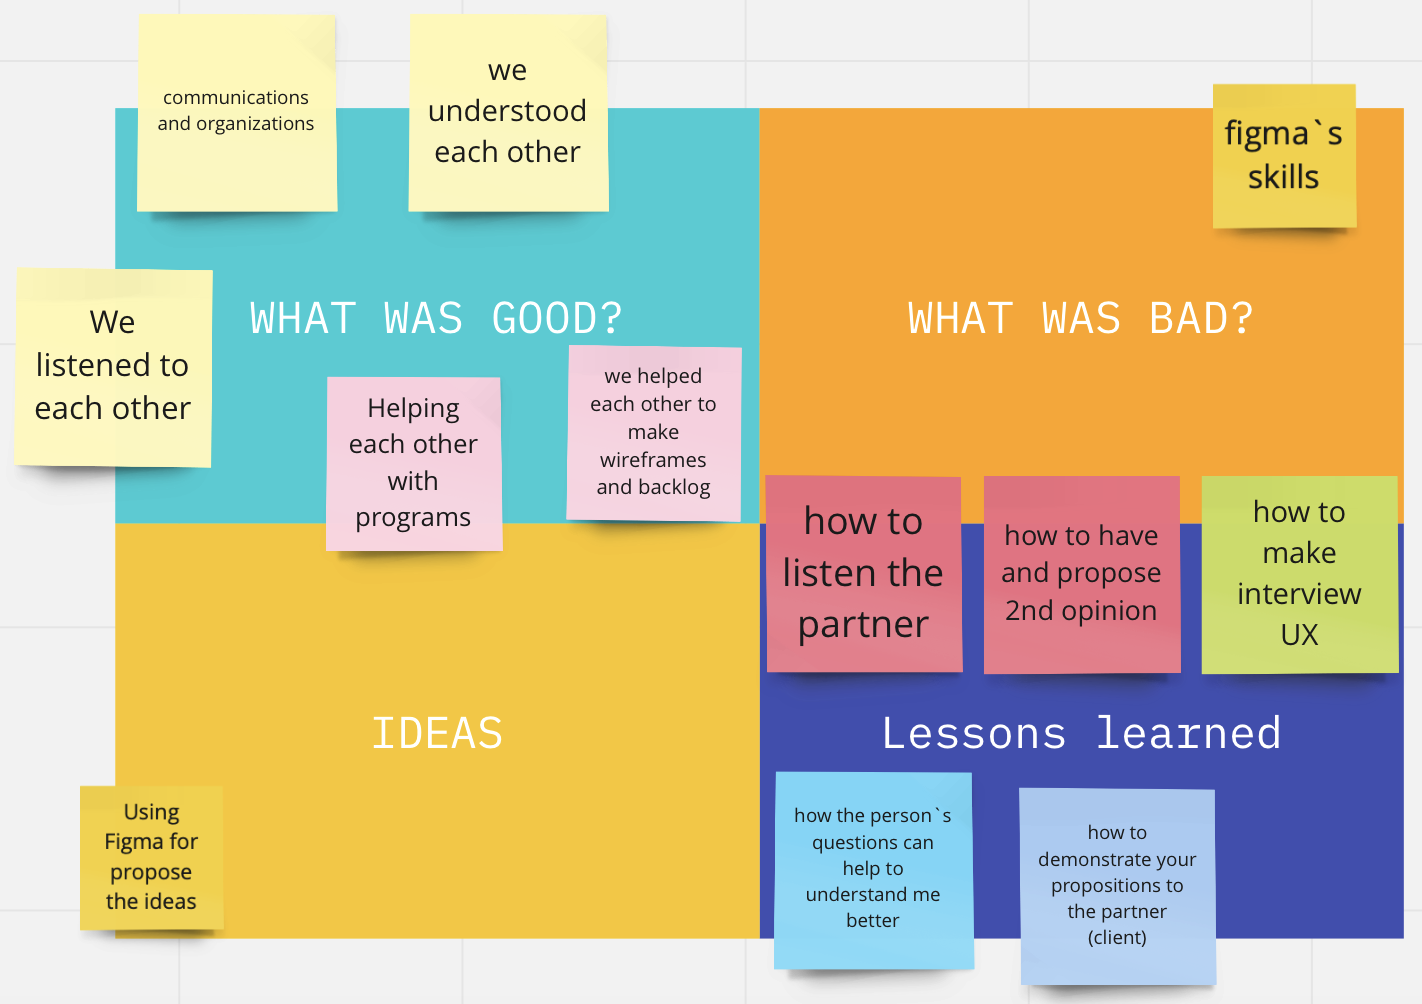 communications
and organizations
we
understood
each other
We
listened to
each other
WHAT WAS GOOD?
Helping
each other
with
programs
we helped
each other to
make
wireframes
and backlog
figma`s
skills
WHAT WAS BAD?
IDEAS
Using
Figma for
propose
the ideas
how to
listen the
partner
how to have
and propose
2nd opinion
how to
make
interview
UX
Lessons learned
how the person`s
questions can
help to
understand me
better
how to
demonstrate your
propositions to
the partner
(client)